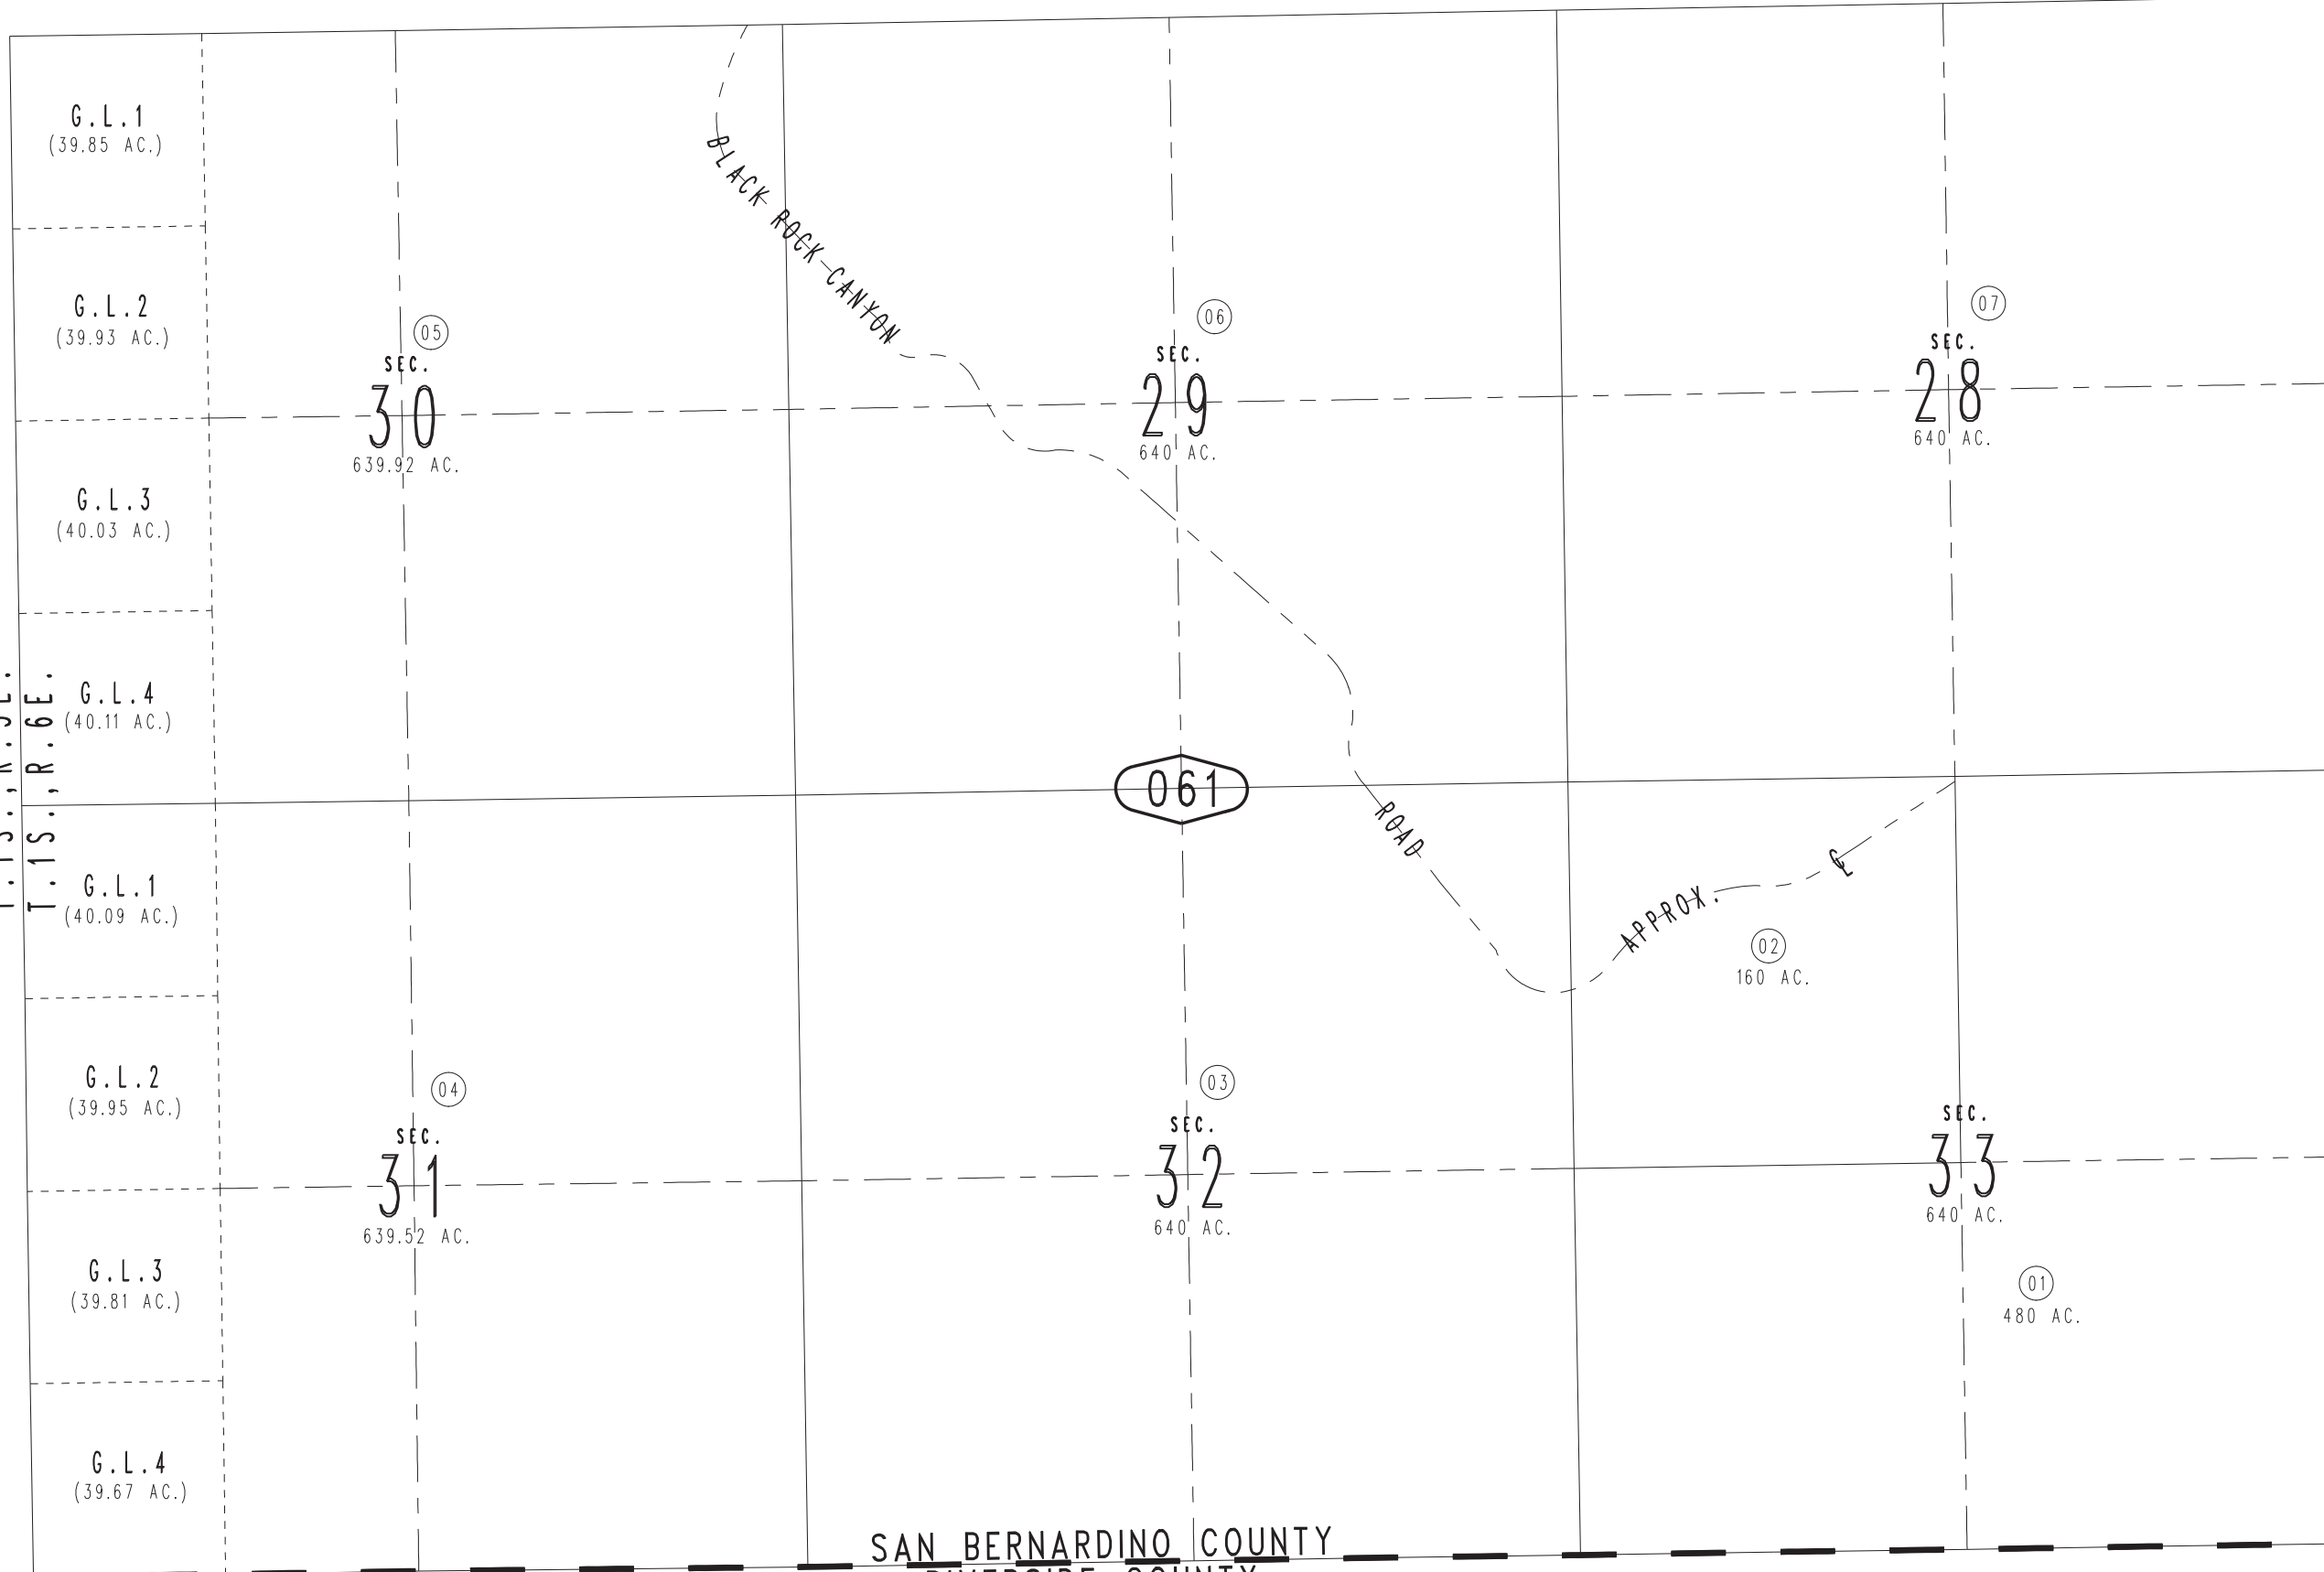 G.L.1
(39.85 AC.)
G.L.2
(39.93 AC.)
G.L.3
(40.03 AC.)
G.L.4
(40.11 AC.)
T.1S.,R.6E.
G.L.1
(40.09 AC.)
G.L.2
(39.95 AC.)
G.L.3
(39.81 AC.)
G.L.4
(39.67 AC.)
BLACK ROCK CANYON
ROAD
APPROX. ℄
05
SEC.
30
639.92 AC.
06
SEC.
29
640 AC.
07
SEC.
28
640 AC.
061
02
160 AC.
04
SEC.
31
639.52 AC.
03
SEC.
32
640 AC.
SEC.
33
640 AC.
01
480 AC.
SAN BERNARDINO COUNTY
RIVERSIDE COUNTY